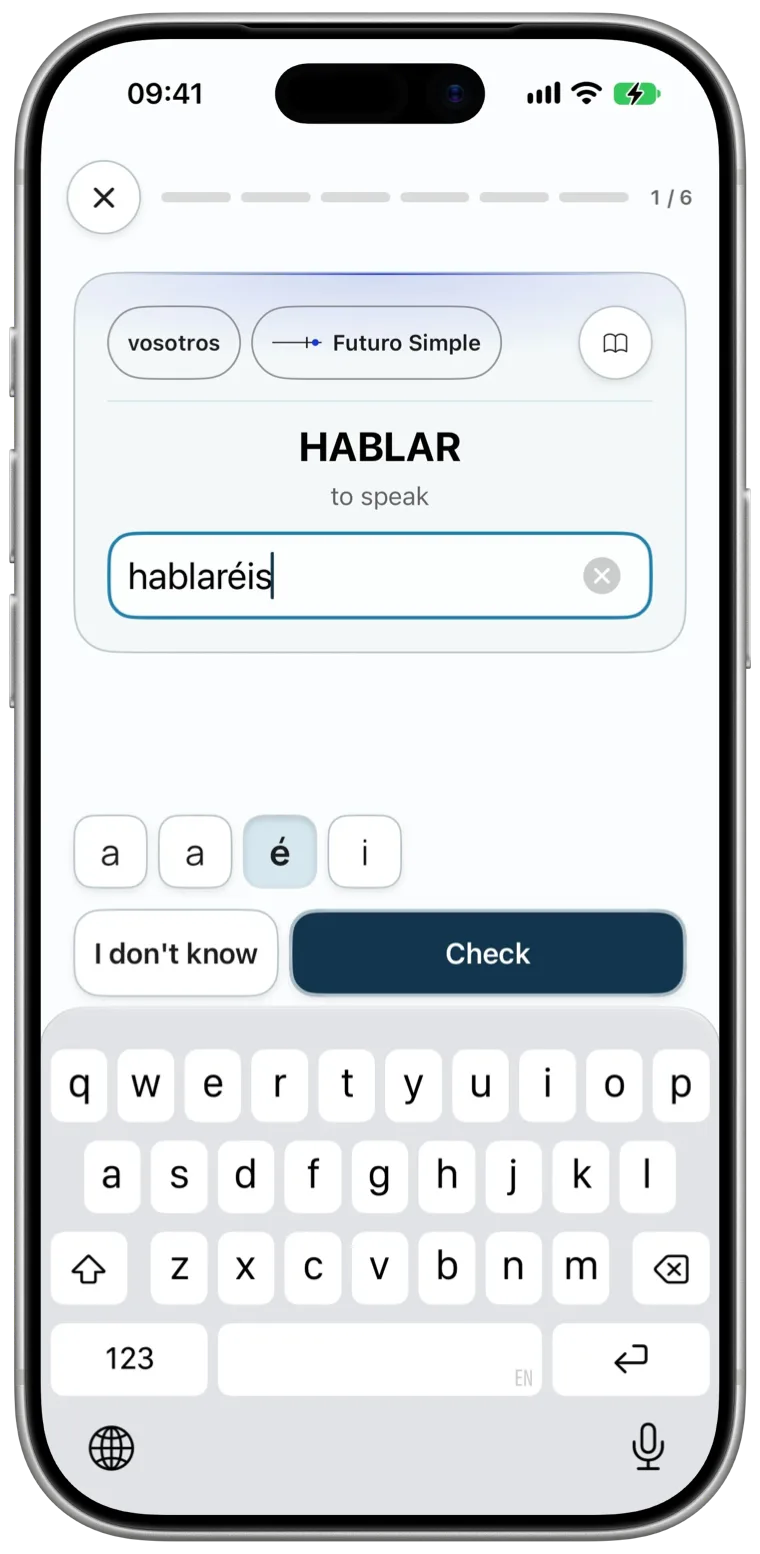 09:41
1 / 6
vosotros Futuro Simple
HABLAR
to speak
hablaréis
a a é i
I don't know Check
q w e r t y u i o p
a s d f g h j k l
z x c v b n m
123 EN